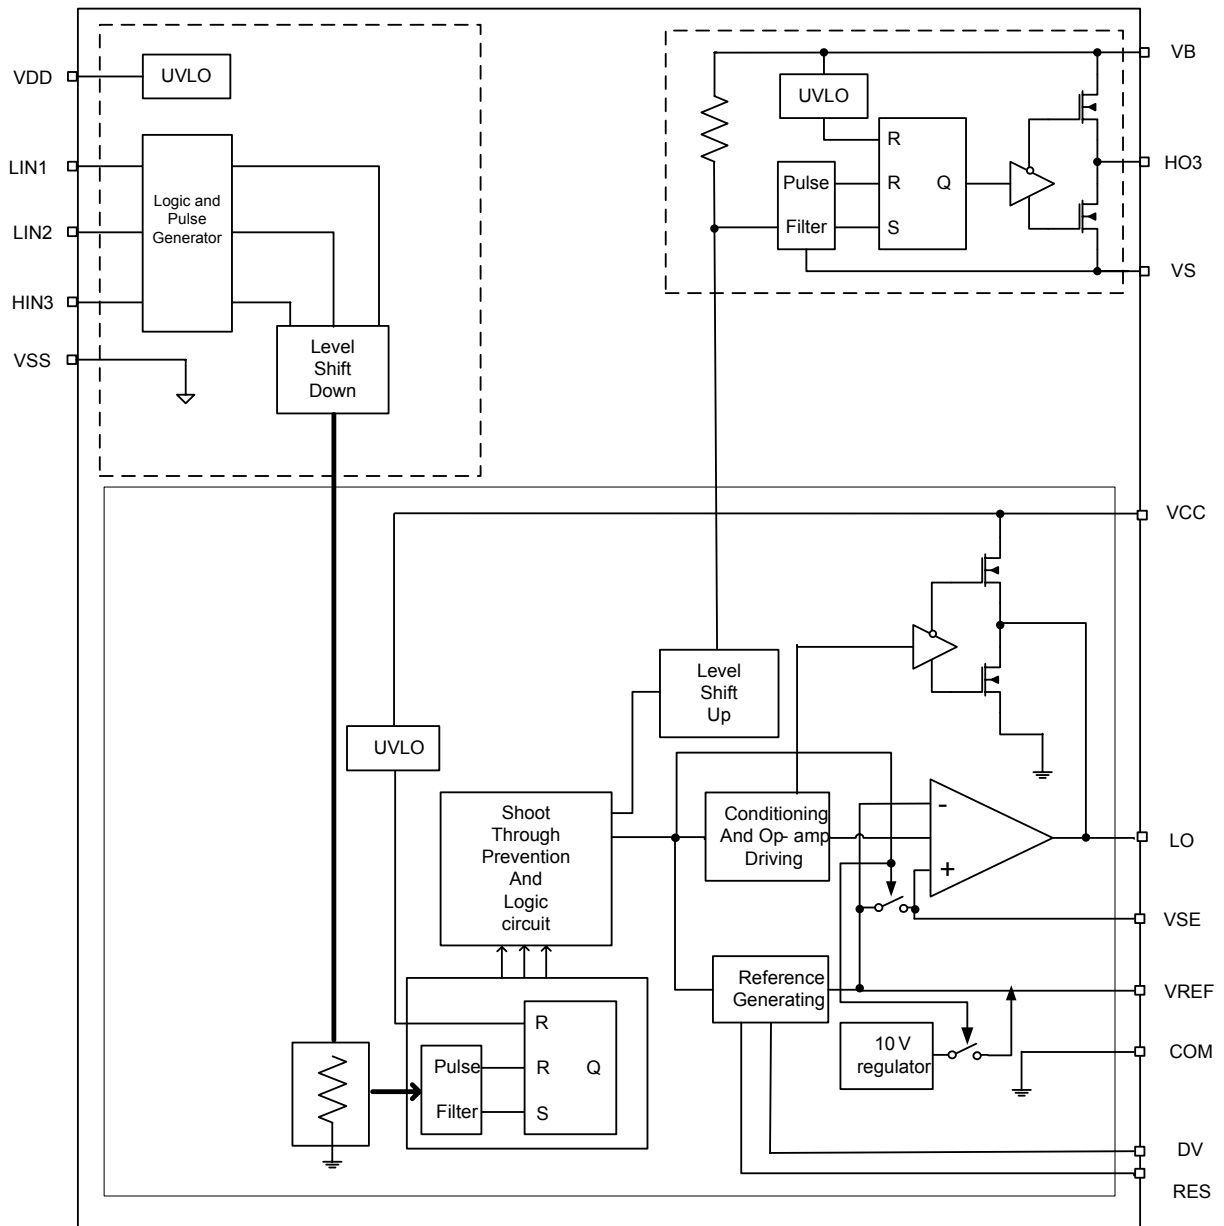 VDD
UVLO
LIN1
LIN2
HIN3
VSS
Logic and
Pulse
Generator
Level
Shift
Down
VB
UVLO
R
Pulse
R
Q
Filter
S
HO3
VS
VCC
Level
Shift
Up
UVLO
Shoot
Through
Prevention
And
Logic
circuit
Conditioning
And Op- amp
Driving
-
+
LO
VSE
Reference
Generating
VREF
10 V
regulator
COM
R
Pulse
R
Q
Filter
S
DV
RES